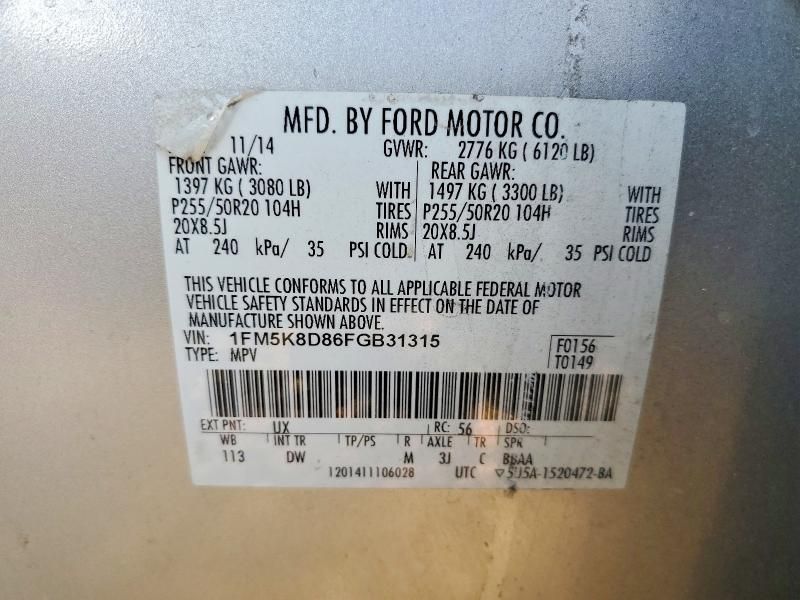 MFD. BY FORD MOTOR CO.
11/14 GVWR: 2776 KG ( 6120 LB)
FRONT GAWR: REAR GAWR:
1397 KG ( 3080 LB) WITH 1497 KG ( 3300 LB) WITH
P255/50R20 104H TIRES P255/50R20 104H TIRES
20X8.5J RIMS 20X8.5J RIMS
AT 240 kPa/ 35 PSI COLD AT 240 kPa/ 35 PSI COLD
THIS VEHICLE CONFORMS TO ALL APPLICABLE FEDERAL MOTOR
VEHICLE SAFETY STANDARDS IN EFFECT ON THE DATE OF
MANUFACTURE SHOWN ABOVE.
VIN: 1FM5K8D86FGB31315 F0156
TYPE: MPV T0149
EXT PNT: UX RC: 56 DSO:
WB INT TR TP/PS R AXLE TR SPR
113 DW M 3J C BBAA
1201411106028 UTC ▽5U5A-1520472-BA